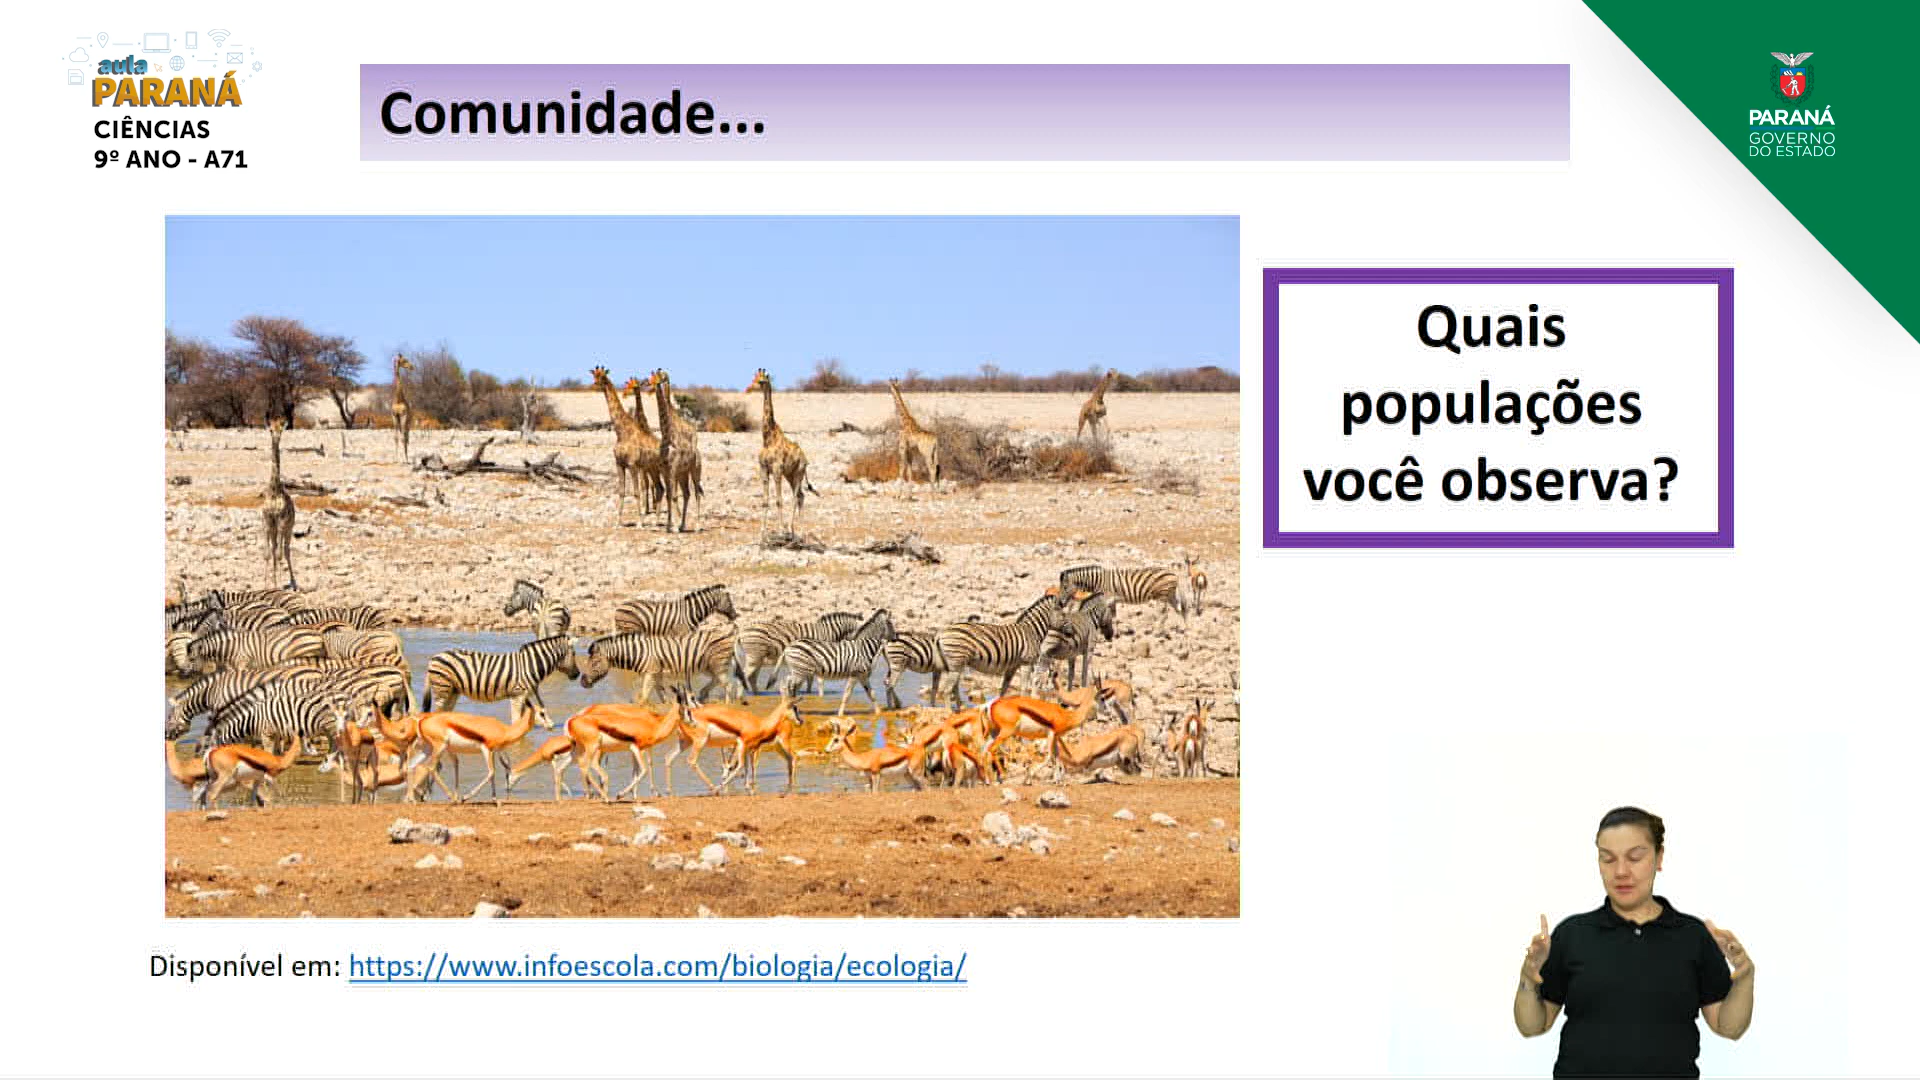 aula
PARANÁ
CIÊNCIAS
9º ANO - A71
Comunidade...
PARANÁ
GOVERNO
DO ESTADO
Quais
populações
você observa?
Disponível em: https://www.infoescola.com/biologia/ecologia/